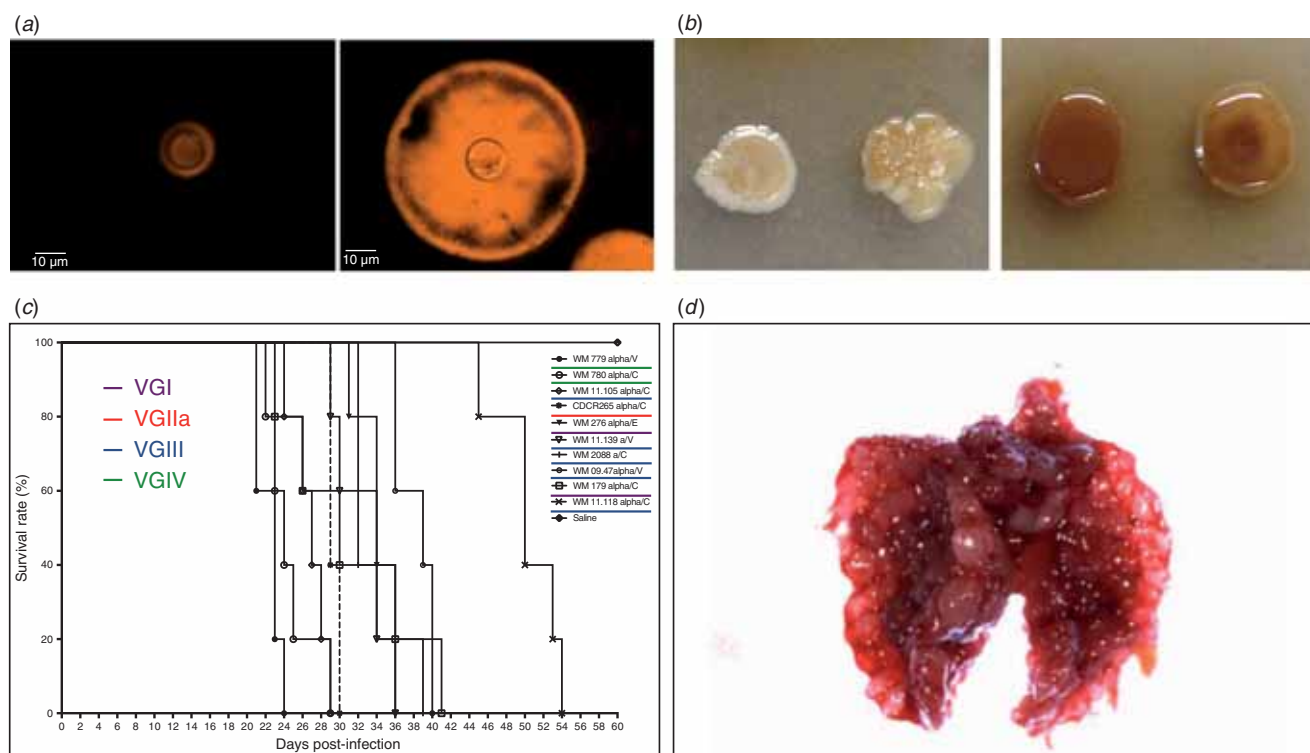 (a)
10 µm
10 µm
(b)
(c)
100
80
60
40
20
0
Survival rate (%)
VGI
VGIIa
VGIII
VGIV
WM 779 alpha/V
WM 780 alpha/C
WM 11.105 alpha/C
CDCR265 alpha/C
WM 276 alpha/E
WM 11.139 a/V
WM 2088 a/C
WM 09.47alpha/V
WM 179 alpha/C
WM 11.118 alpha/C
Saline
0 2 4 6 8 10 12 14 16 18 20 22 24 26 28 30 32 34 36 38 40 42 44 46 48 50 52 54 56 58 60
Days post-infection
(d)